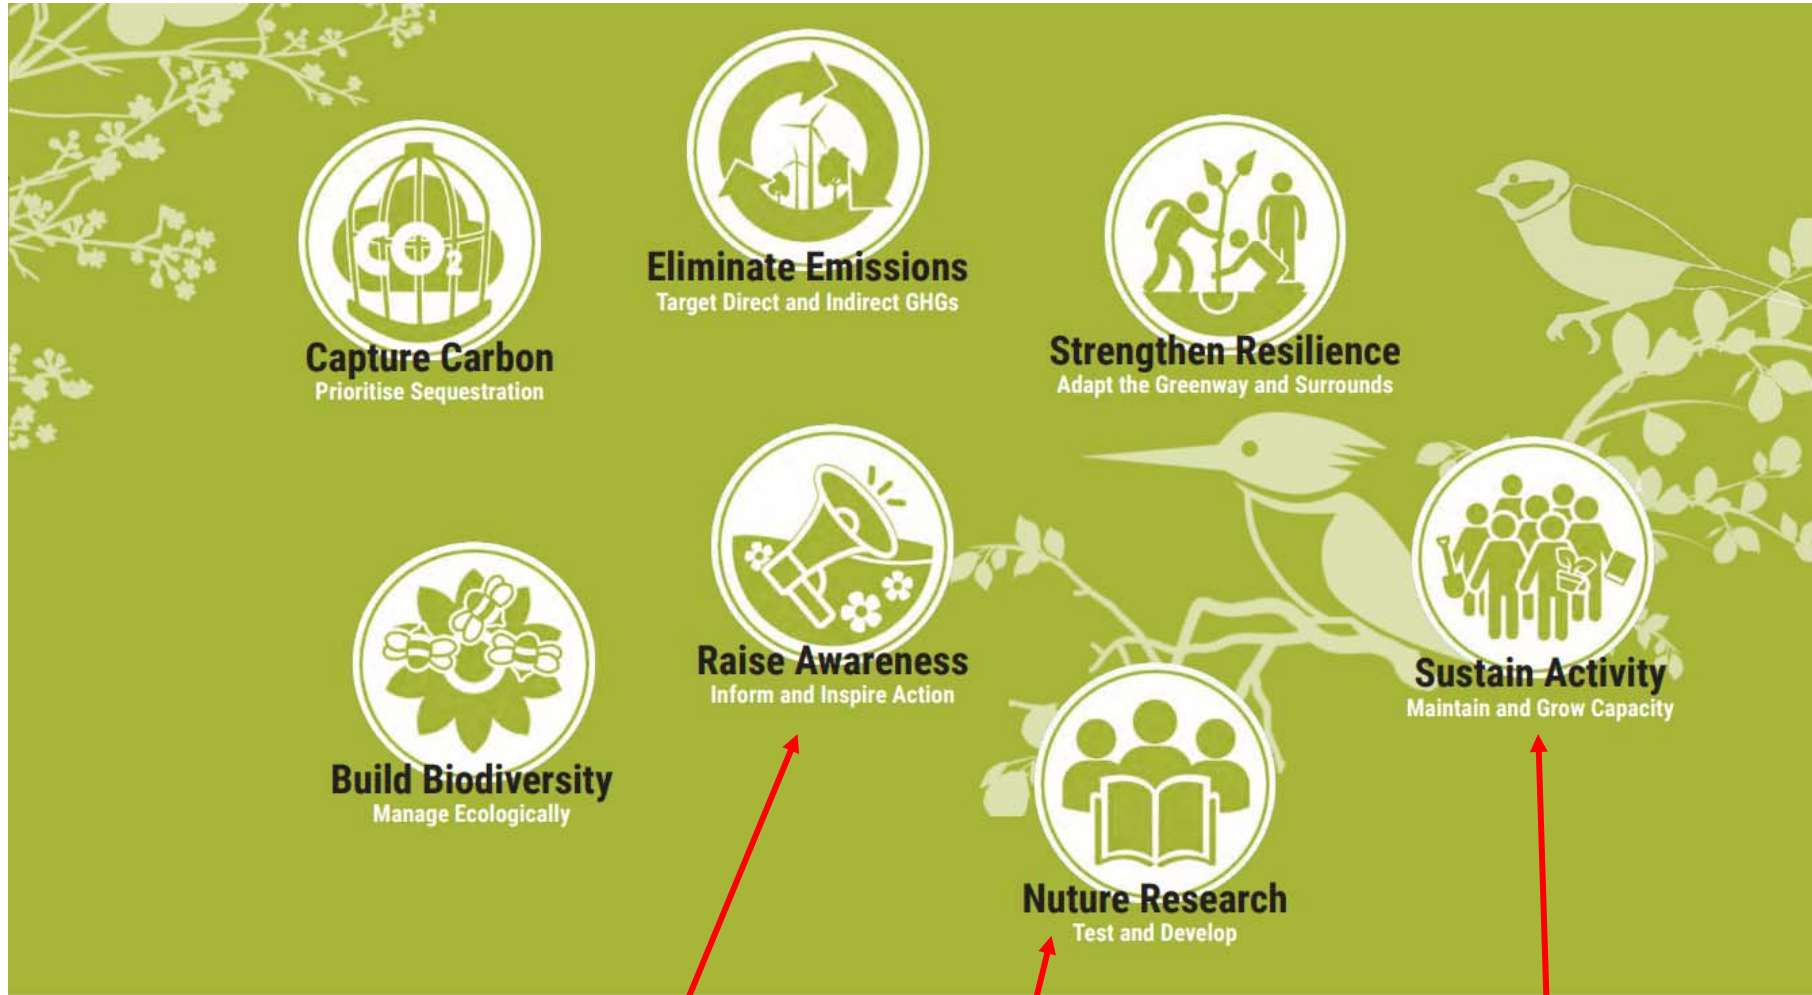 Eliminate Emissions
Target Direct and Indirect GHGs
CO2
Capture Carbon
Prioritise Sequestration
Strengthen Resilience
Adapt the Greenway and Surrounds
Raise Awareness
Inform and Inspire Action
Sustain Activity
Maintain and Grow Capacity
Build Biodiversity
Manage Ecologically
Nuture Research
Test and Develop